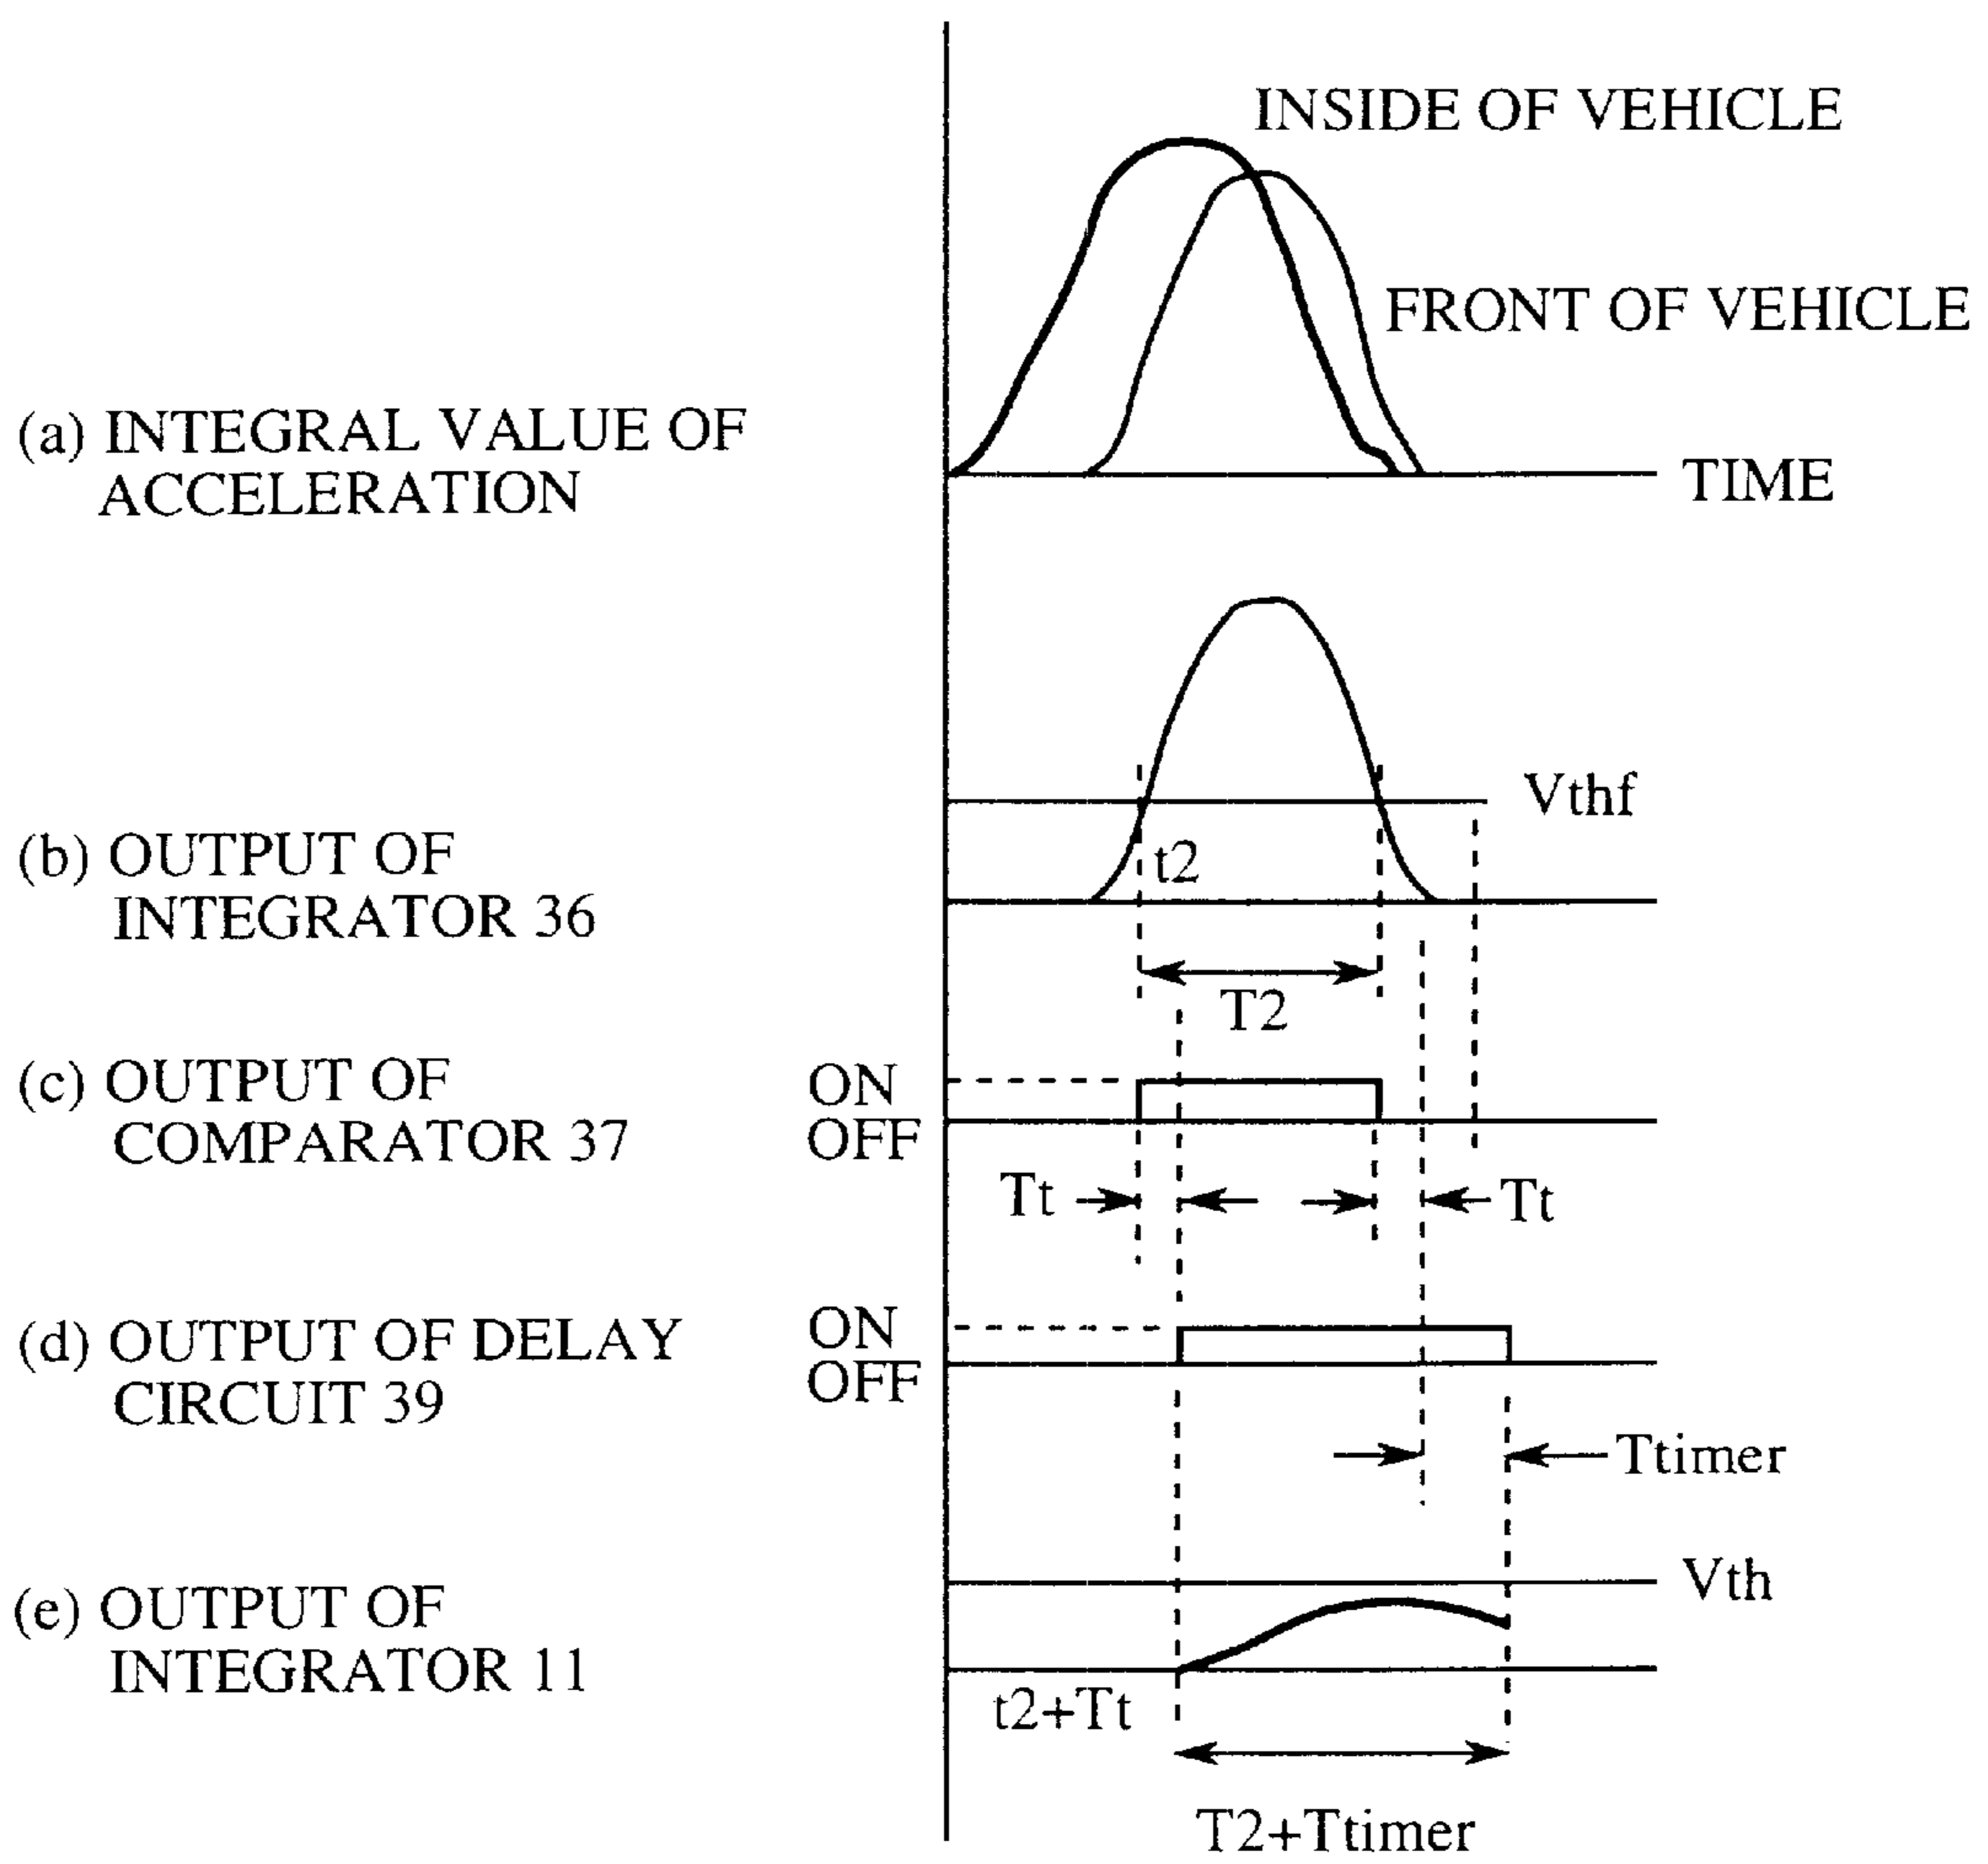 INSIDE OF VEHICLE
FRONT OF VEHICLE
(a) INTEGRAL VALUE OF
ACCELERATION
TIME
Vthf
(b) OUTPUT OF
INTEGRATOR 36
t2
T2
(c) OUTPUT OF
COMPARATOR 37
ON
OFF
Tt
Tt
(d) OUTPUT OF DELAY
CIRCUIT 39
ON
OFF
Ttimer
Vth
(e) OUTPUT OF
INTEGRATOR 11
t2+Tt
T2+Ttimer